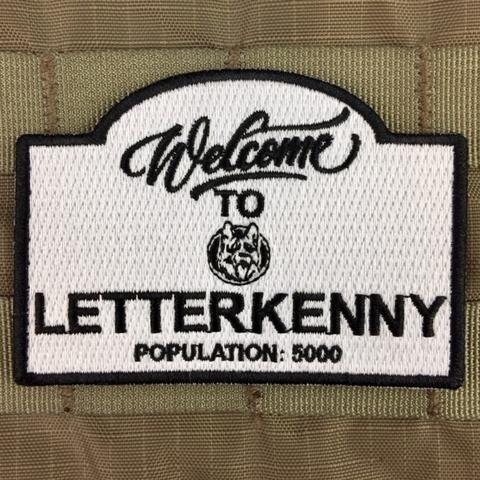 Welcome
TO
LETTERKENNY
POPULATION: 5000